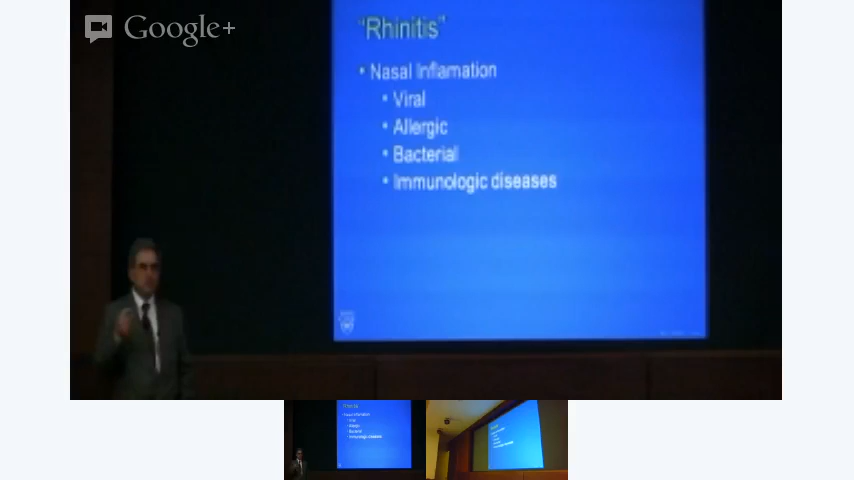 Google+
"Rhinitis"
• Nasal Inflamation
• Viral
• Allergic
• Bacterial
• Immunologic diseases